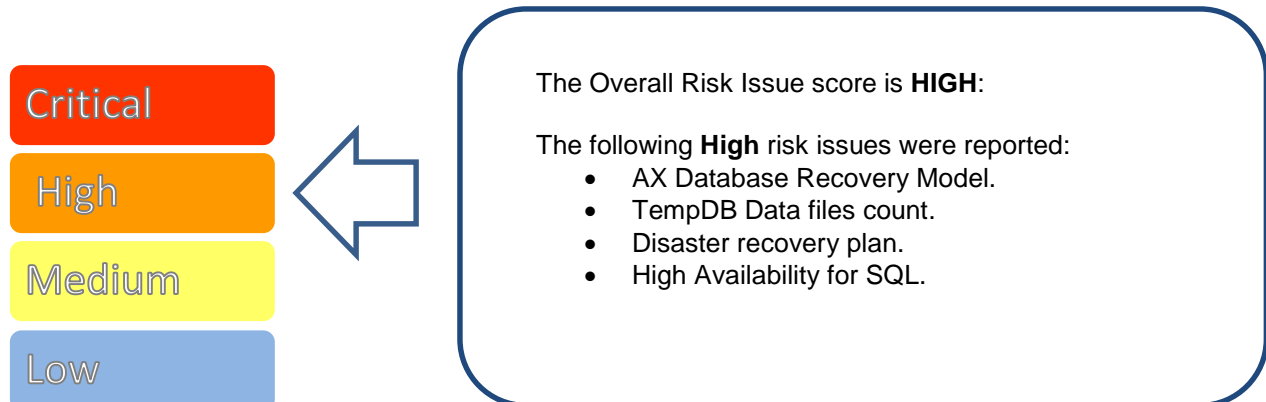 Critical
High
Medium
Low
The Overall Risk Issue score is HIGH:
The following High risk issues were reported:
• AX Database Recovery Model.
• TempDB Data files count.
• Disaster recovery plan.
• High Availability for SQL.